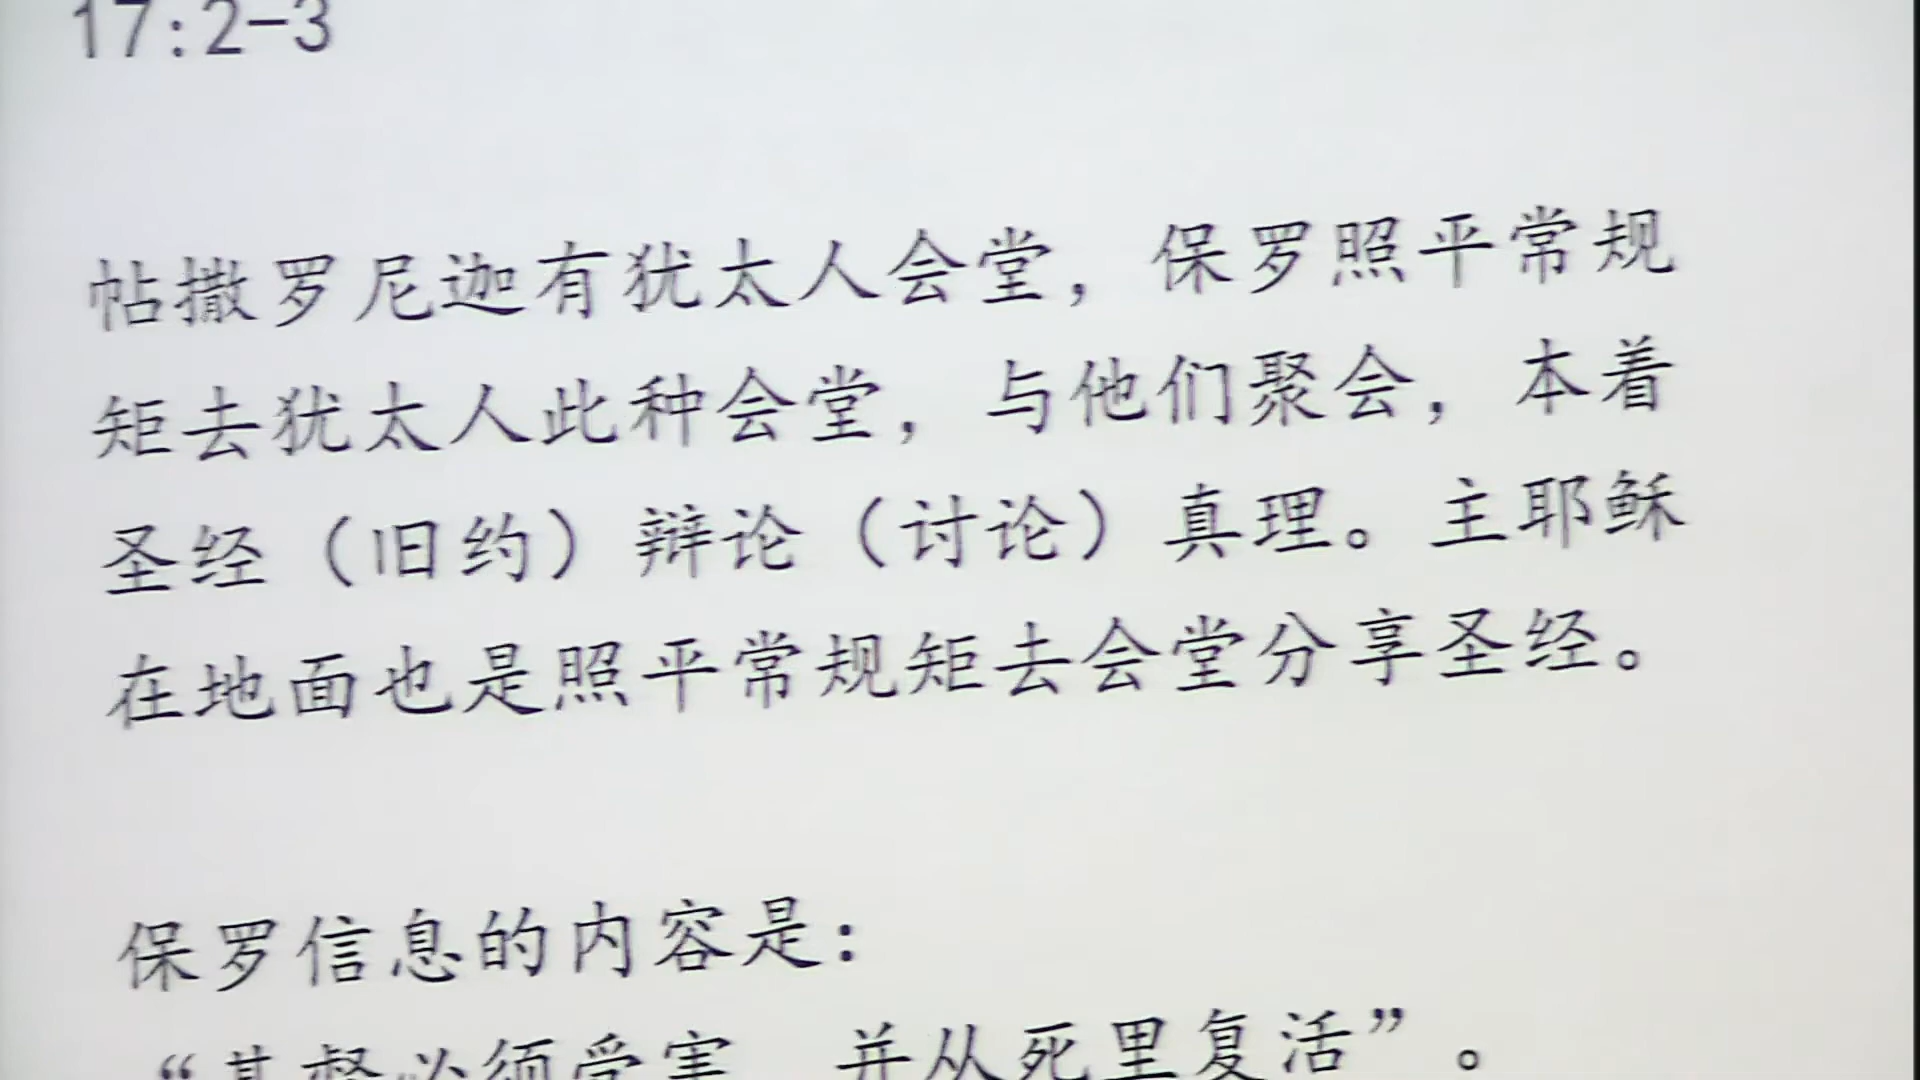 17:2-3
帖撒罗尼迦有犹太人会堂，保罗照平常规
矩去犹太人此种会堂，与他们聚会，本着
圣经（旧约）辩论（讨论）真理。主耶稣
在地面也是照平常规矩去会堂分享圣经。
保罗信息的内容是：
“基督必须受害　并从死里复活”。